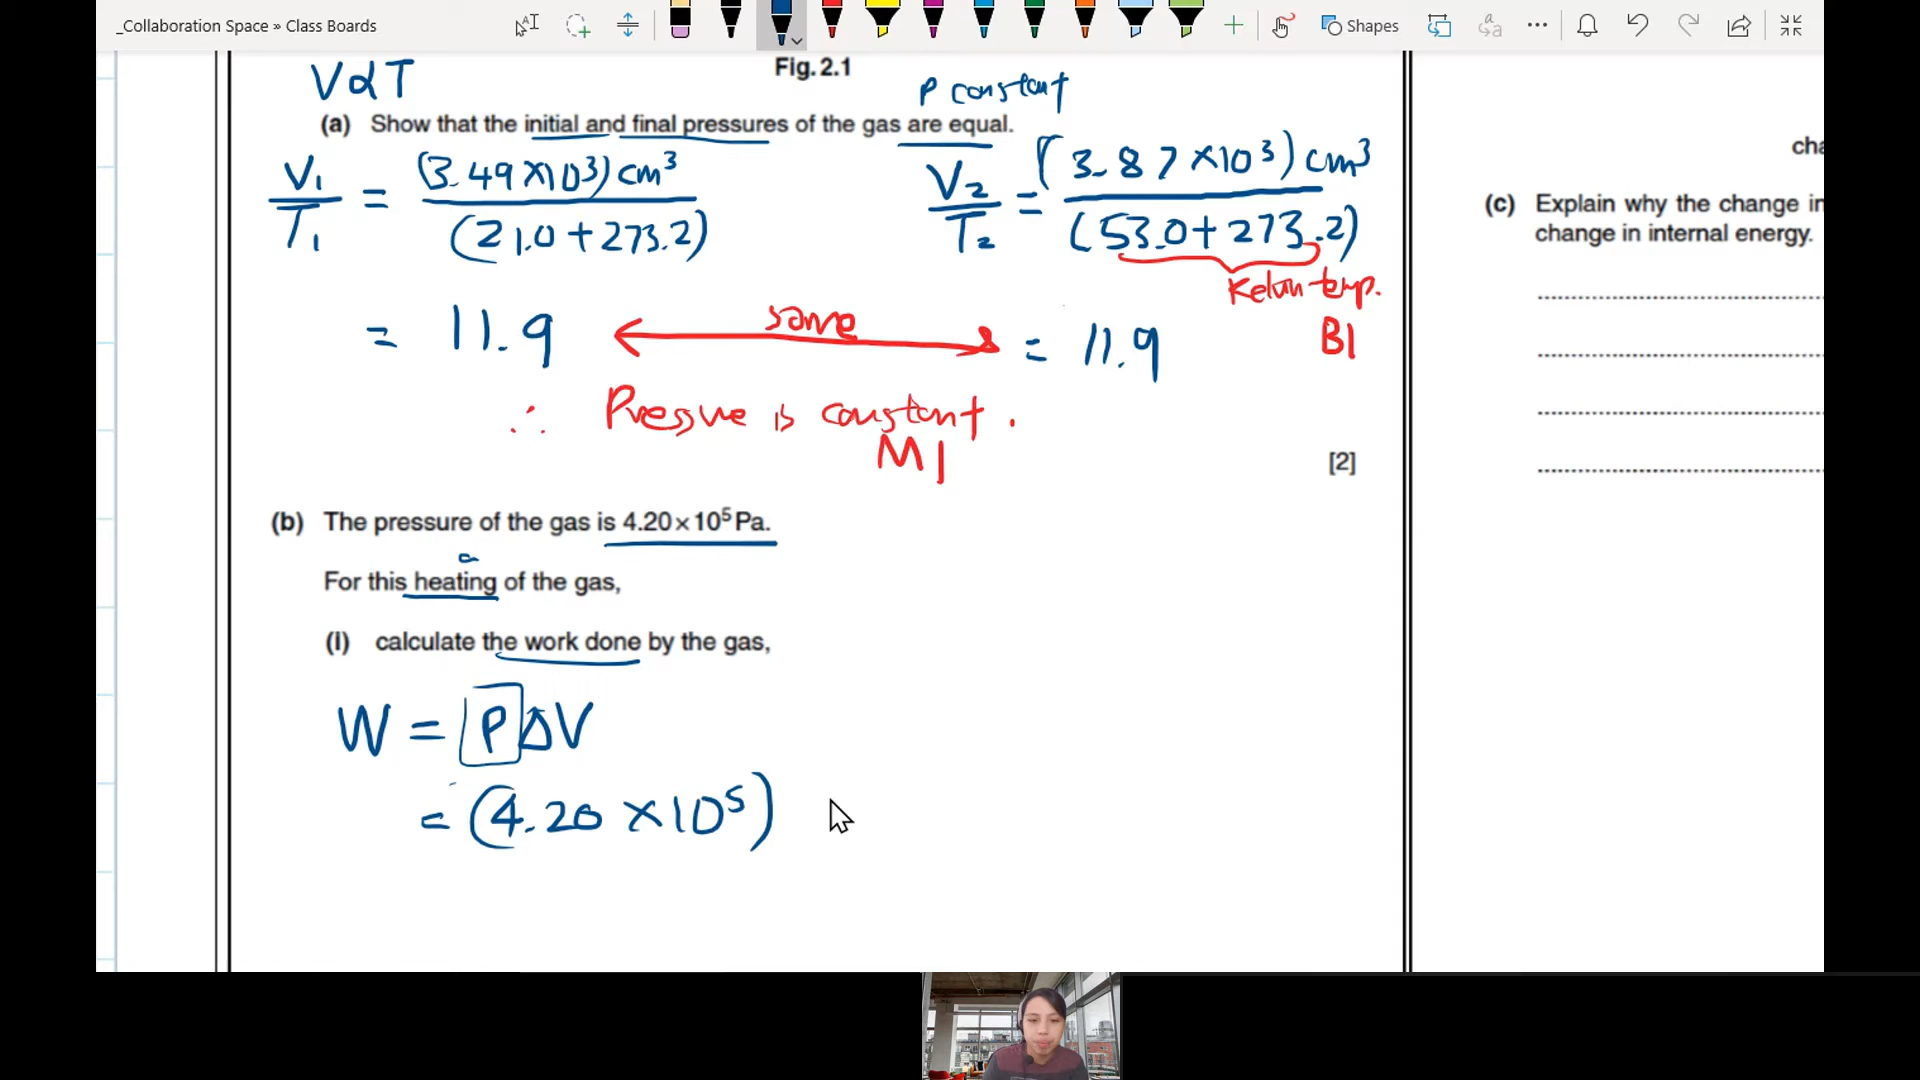 _Collaboration Space » Class Boards
Shapes
V α T
Fig. 2.1
P constant
(a) Show that the initial and final pressures of the gas are equal.
V₁/T₁ = (3.49 × 10³) cm³ / (21.0 + 273.2)
V₂/T₂ = (3.87 × 10³) cm³ / (53.0 + 273.2)
Kelvin temp.
B1
= 11.9
same
= 11.9
∴ Pressure is constant.
M1
[2]
(b) The pressure of the gas is 4.20 × 10⁵ Pa.
For this heating of the gas,
(i) calculate the work done by the gas,
W = PΔV
= (4.20 × 10⁵)
(c) Explain why the change in
change in internal energy.